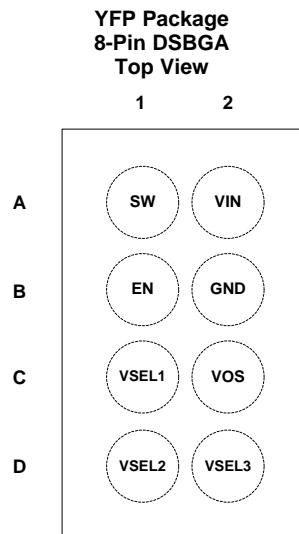 YFP Package
8-Pin DSBGA
Top View
1 2
A SW VIN
B EN GND
C VSEL1 VOS
D VSEL2 VSEL3